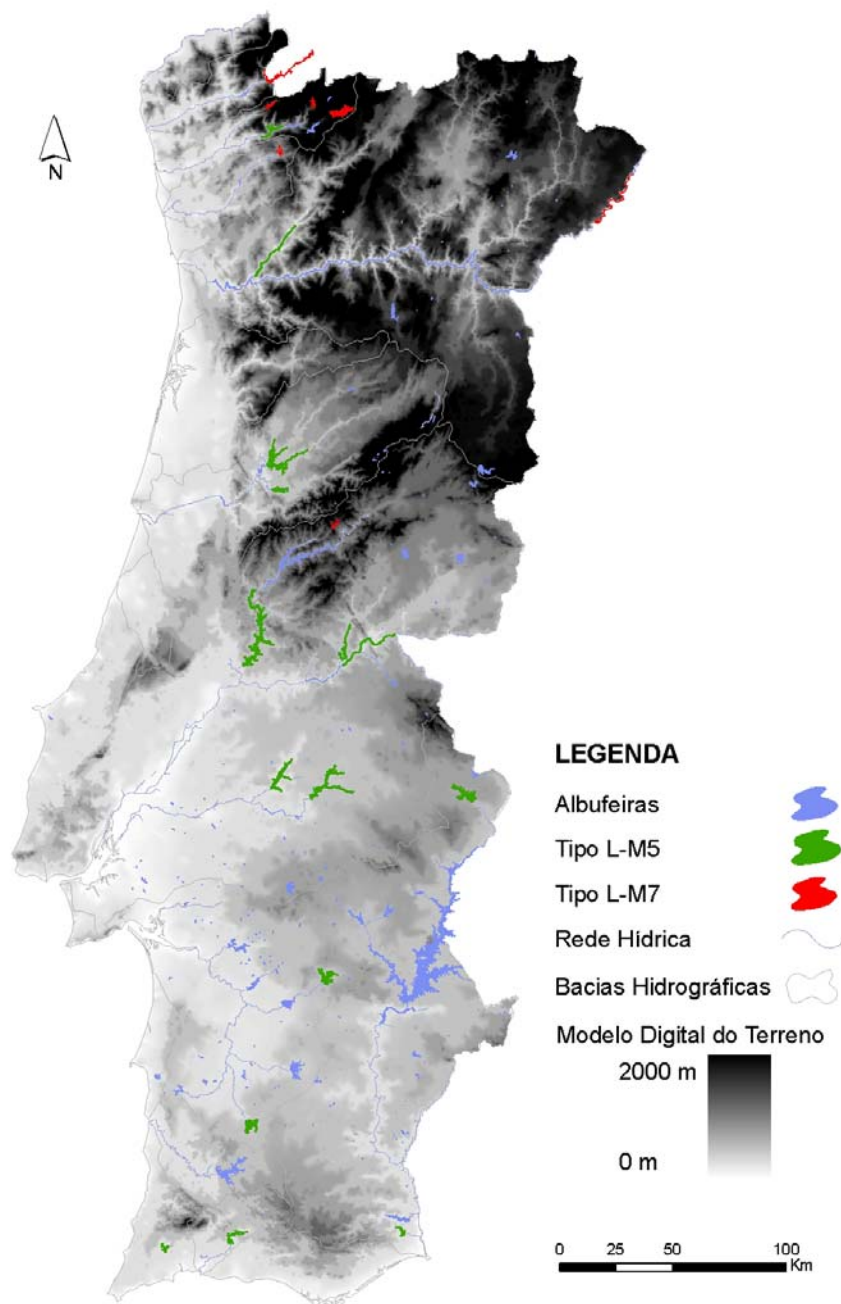 N
LEGENDA
Albufeiras
Tipo L-M5
Tipo L-M7
Rede Hídrica
Bacias Hidrográficas
Modelo Digital do Terreno
2000 m
0 m
0 25 50 100
Km